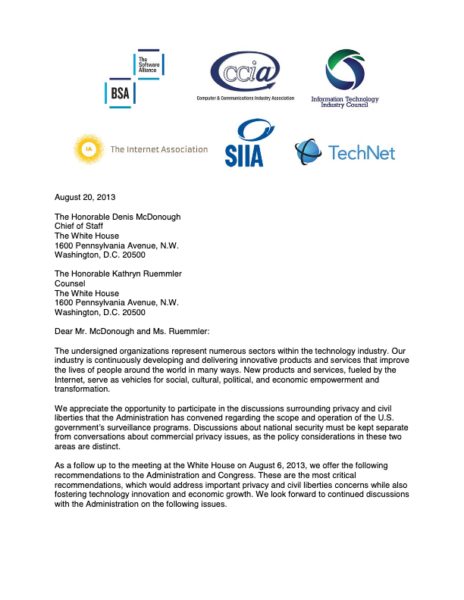 The
Software
Alliance
BSA
ccia
Computer & Communications Industry Association
Information Technology
Industry Council
IA
The Internet Association
SIIA
TechNet
August 20, 2013
The Honorable Denis McDonough
Chief of Staff
The White House
1600 Pennsylvania Avenue, N.W.
Washington, D.C. 20500
The Honorable Kathryn Ruemmler
Counsel
The White House
1600 Pennsylvania Avenue, N.W.
Washington, D.C. 20500
Dear Mr. McDonough and Ms. Ruemmler:
The undersigned organizations represent numerous sectors within the technology industry. Our
industry is continuously developing and delivering innovative products and services that improve
the lives of people around the world in many ways. New products and services, fueled by the
Internet, serve as vehicles for social, cultural, political, and economic empowerment and
transformation.
We appreciate the opportunity to participate in the discussions surrounding privacy and civil
liberties that the Administration has convened regarding the scope and operation of the U.S.
government's surveillance programs. Discussions about national security must be kept separate
from conversations about commercial privacy issues, as the policy considerations in these two
areas are distinct.
As a follow up to the meeting at the White House on August 6, 2013, we offer the following
recommendations to the Administration and Congress. These are the most critical
recommendations, which would address important privacy and civil liberties concerns while also
fostering technology innovation and economic growth. We look forward to continued discussions
with the Administration on the following issues.